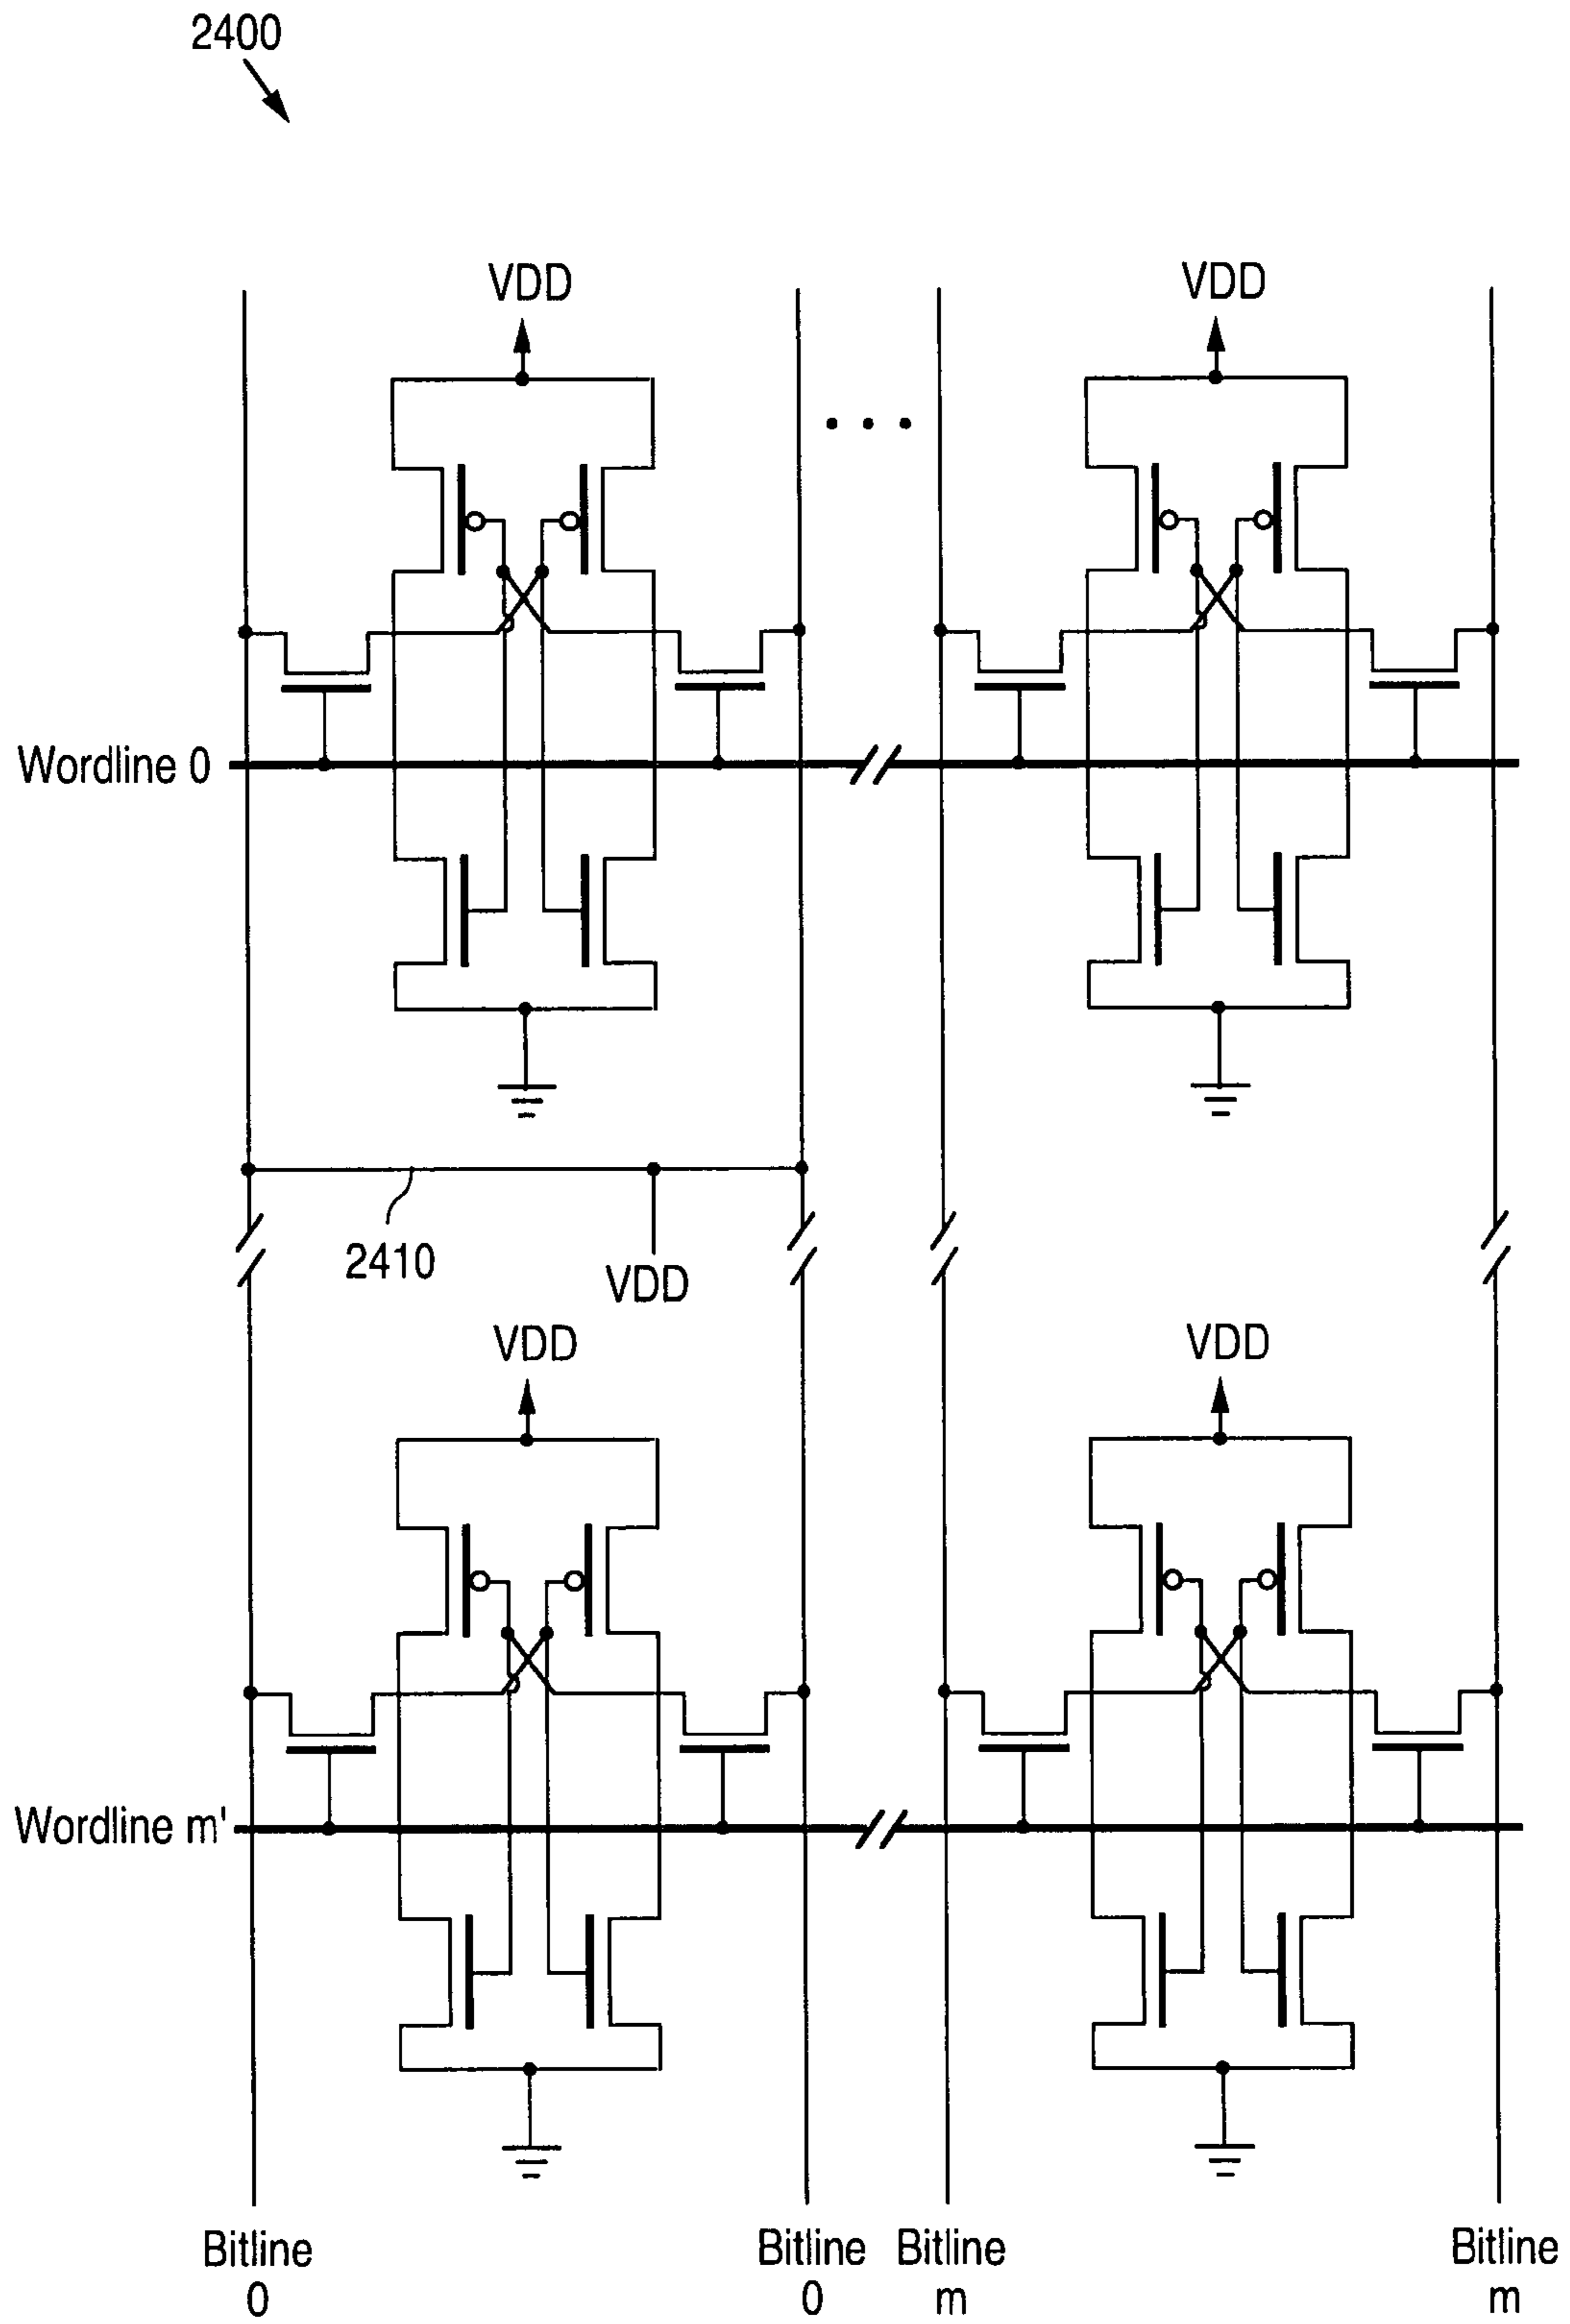 2400
VDD
VDD
Wordline 0
2410
VDD
VDD
VDD
Wordline m'
Bitline
0
Bitline
0
Bitline
m
Bitline
m